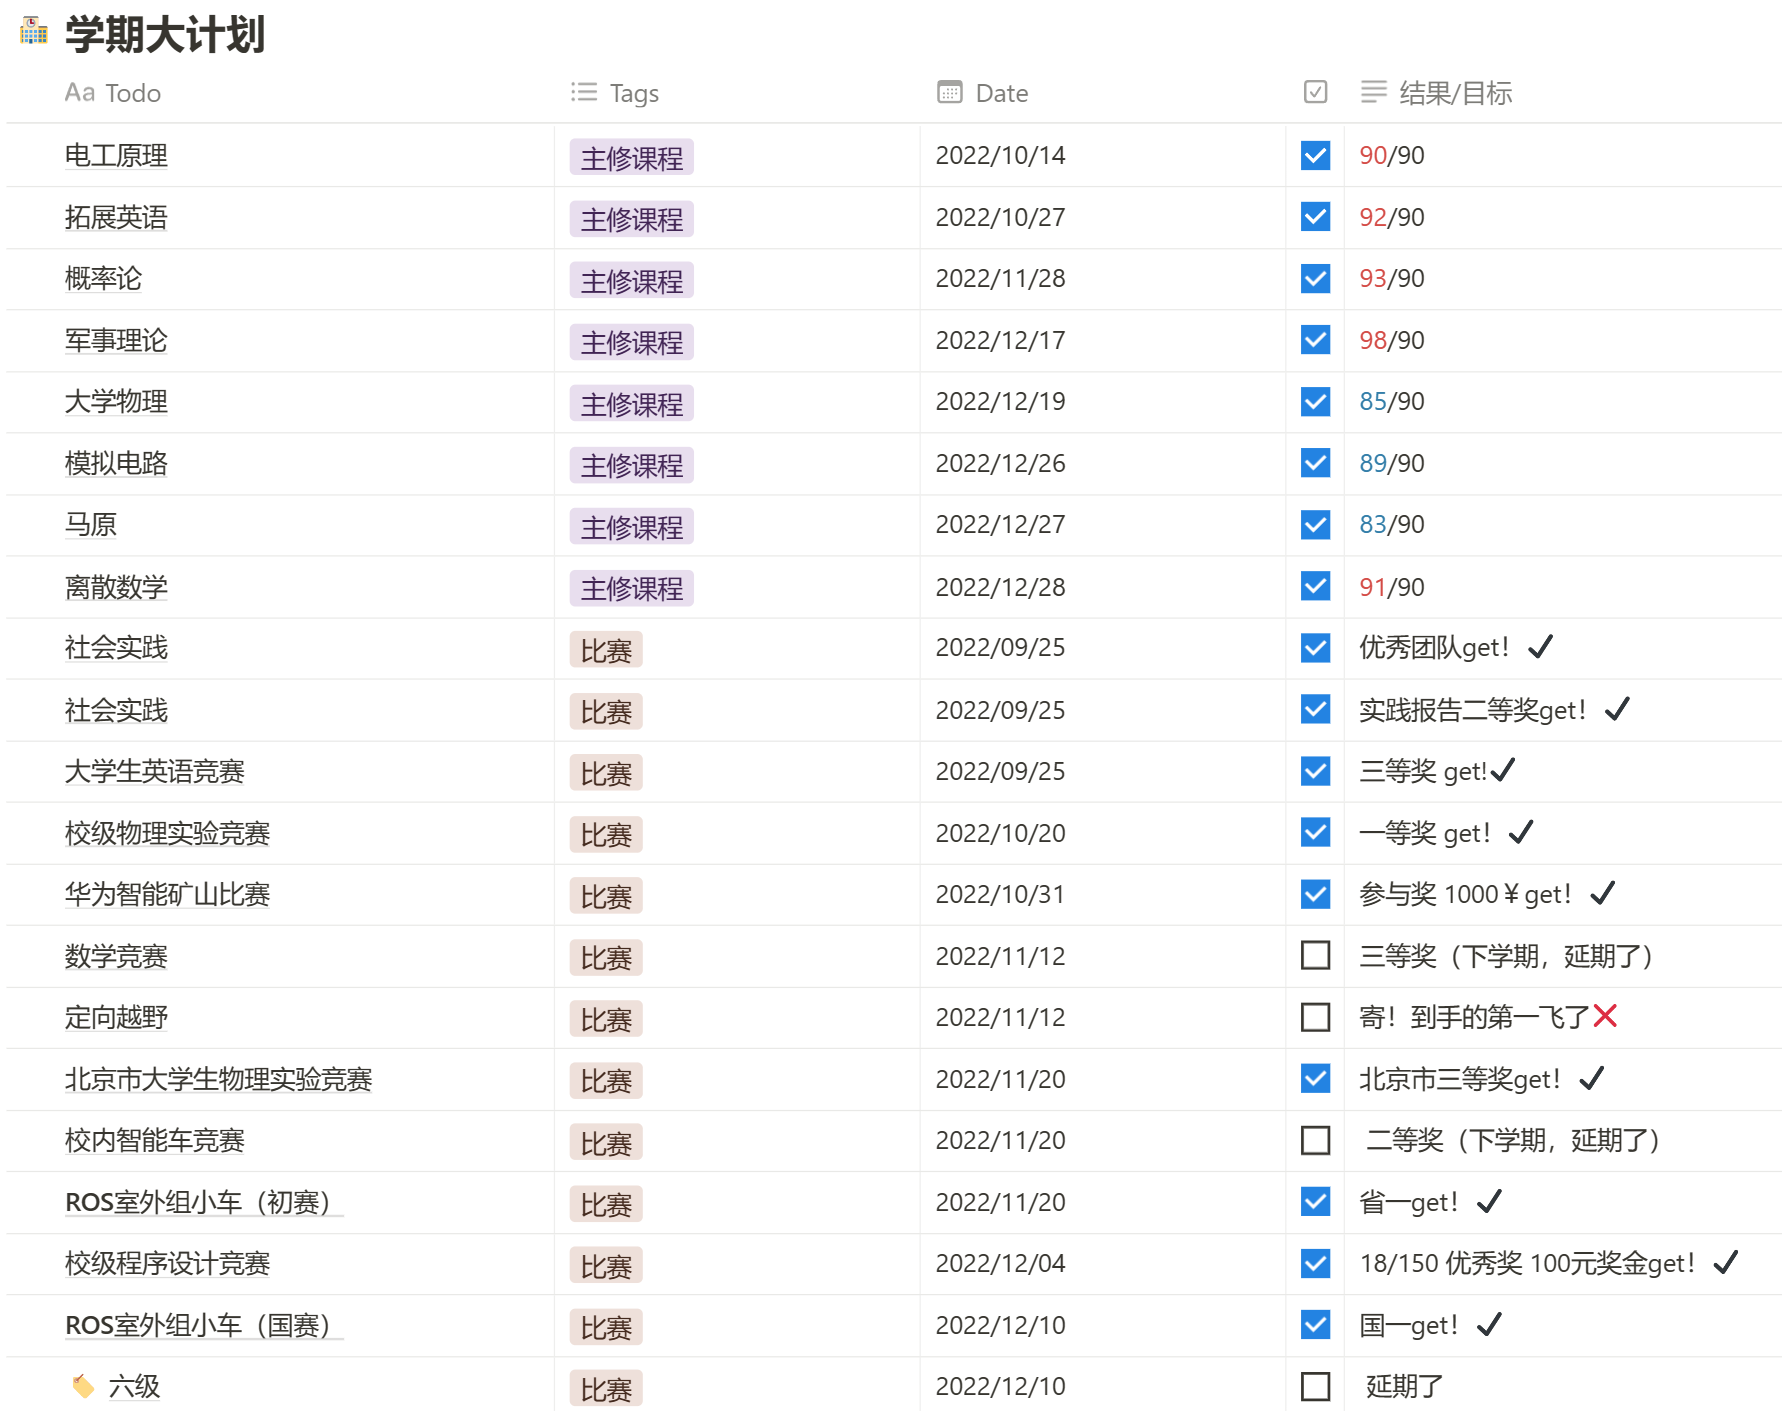 学期大计划
Aa Todo Tags Date 结果/目标
电工原理 主修课程 2022/10/14 90/90
拓展英语 主修课程 2022/10/27 92/90
概率论 主修课程 2022/11/28 93/90
军事理论 主修课程 2022/12/17 98/90
大学物理 主修课程 2022/12/19 85/90
模拟电路 主修课程 2022/12/26 89/90
马原 主修课程 2022/12/27 83/90
离散数学 主修课程 2022/12/28 91/90
社会实践 比赛 2022/09/25 优秀团队get！ ✔
社会实践 比赛 2022/09/25 实践报告二等奖get！ ✔
大学生英语竞赛 比赛 2022/09/25 三等奖 get!✔
校级物理实验竞赛 比赛 2022/10/20 一等奖 get！ ✔
华为智能矿山比赛 比赛 2022/10/31 参与奖 1000￥get！ ✔
数学竞赛 比赛 2022/11/12 三等奖（下学期，延期了）
定向越野 比赛 2022/11/12 寄！到手的第一飞了❌
北京市大学生物理实验竞赛 比赛 2022/11/20 北京市三等奖get！ ✔
校内智能车竞赛 比赛 2022/11/20 二等奖（下学期，延期了）
ROS室外组小车（初赛） 比赛 2022/11/20 省一get！ ✔
校级程序设计竞赛 比赛 2022/12/04 18/150 优秀奖 100元奖金get！ ✔
ROS室外组小车（国赛） 比赛 2022/12/10 国一get！ ✔
六级 比赛 2022/12/10 延期了